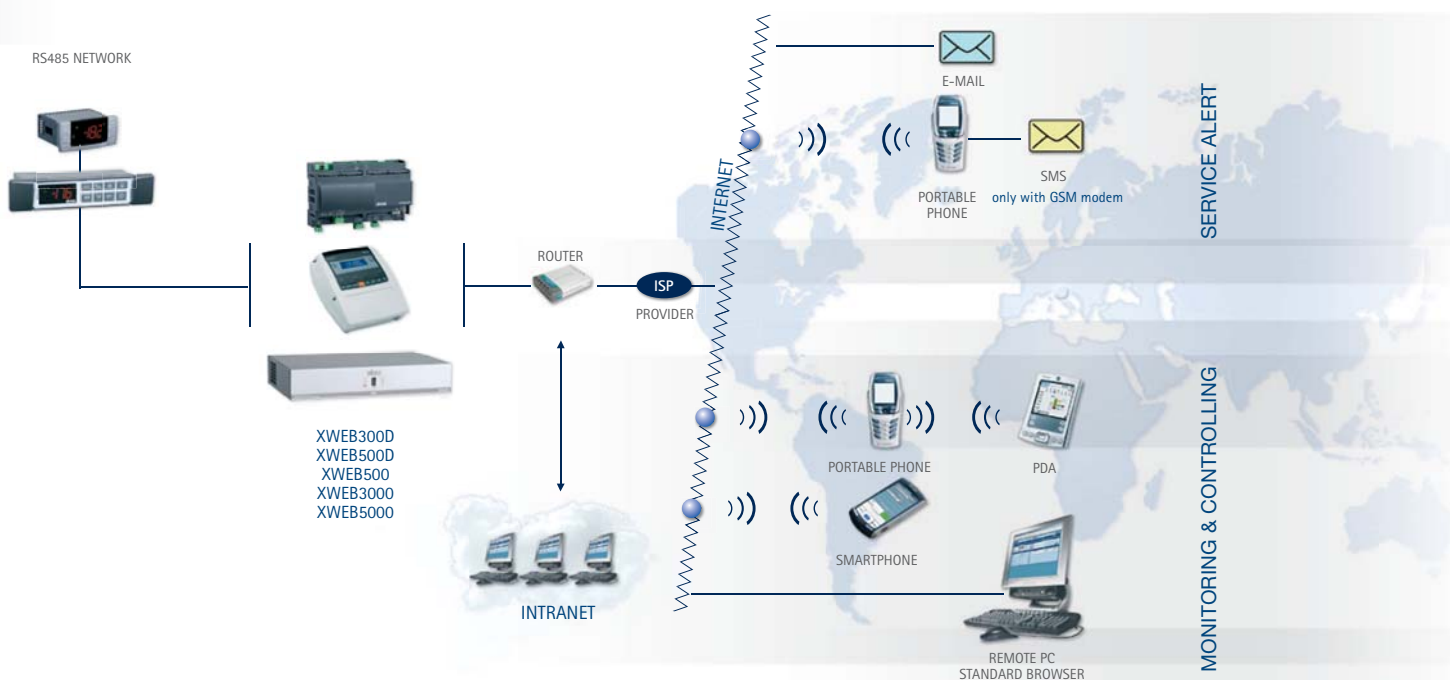 RS485 NETWORK
XWEB300D
XWEB500D
XWEB500
XWEB3000
XWEB5000
ROUTER
ISP
PROVIDER
INTRANET
INTERNET
E-MAIL
PORTABLE
PHONE
SMS
only with GSM modem
SERVICE ALERT
PORTABLE PHONE
PDA
SMARTPHONE
REMOTE PC
STANDARD BROWSER
MONITORING & CONTROLLING